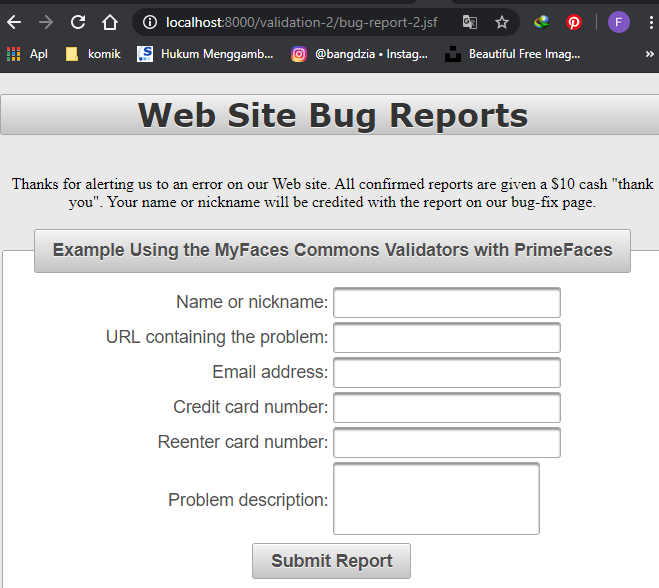 localhost:8000/validation-2/bug-report-2.jsf
F
Apl komik S Hukum Menggamb... @bangdzia • Instag... Beautiful Free Imag... »
Web Site Bug Reports
Thanks for alerting us to an error on our Web site. All confirmed reports are given a $10 cash "thank
you". Your name or nickname will be credited with the report on our bug-fix page.
Example Using the MyFaces Commons Validators with PrimeFaces
Name or nickname:
URL containing the problem:
Email address:
Credit card number:
Reenter card number:
Problem description:
Submit Report